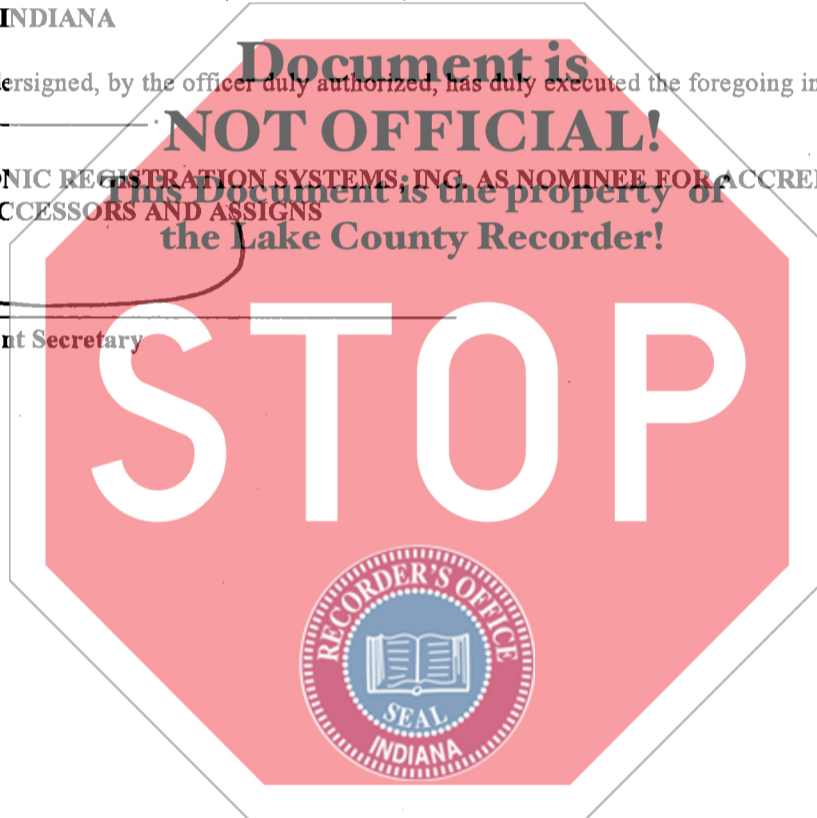 INDIANA
Document is
ersigned, by the officer duly authorized, has duly executed the foregoing in
NOT OFFICIAL!
NIC REGISTRATION SYSTEMS, INC. AS NOMINEE FOR ACCRE
This Document is the property of
CCESSORS AND ASSIGNS
the Lake County Recorder!
nt Secretary
STOP
RECORDER'S OFFICE
SEAL
INDIANA